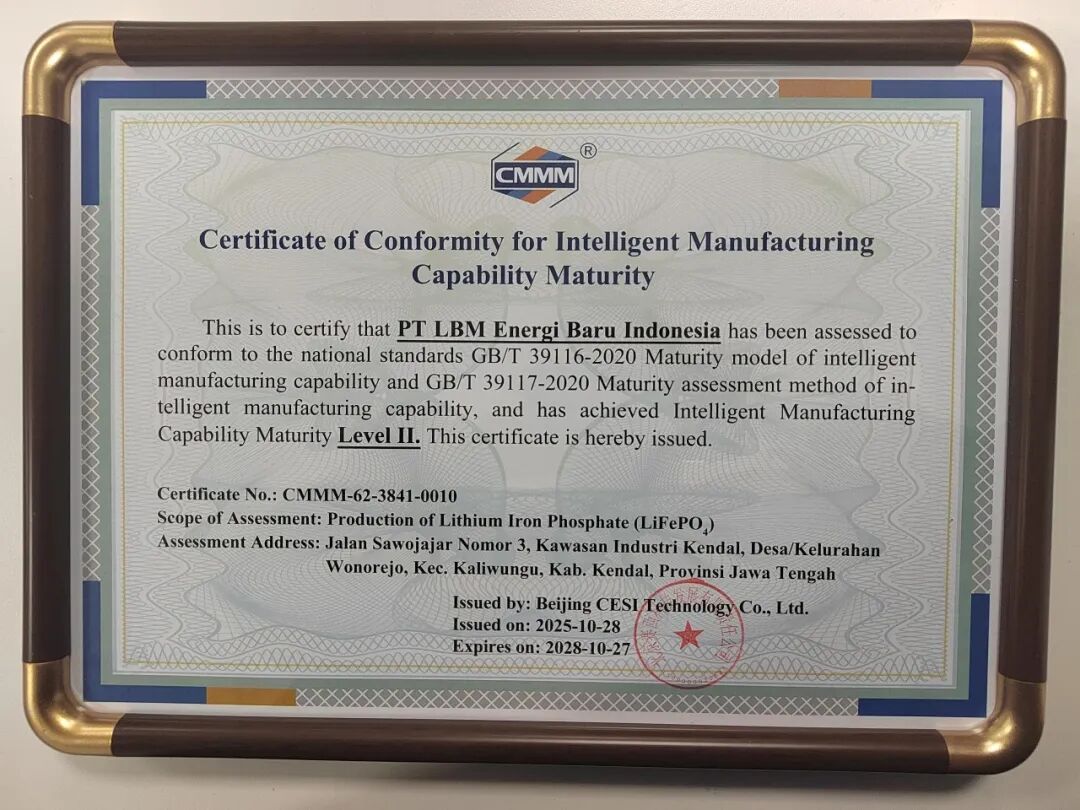 CMMM®
Certificate of Conformity for Intelligent Manufacturing
Capability Maturity
This is to certify that PT LBM Energi Baru Indonesia has been assessed to
conform to the national standards GB/T 39116-2020 Maturity model of intelligent
manufacturing capability and GB/T 39117-2020 Maturity assessment method of in-
telligent manufacturing capability, and has achieved Intelligent Manufacturing
Capability Maturity Level II. This certificate is hereby issued.
Certificate No.: CMMM-62-3841-0010
Scope of Assessment: Production of Lithium Iron Phosphate (LiFePO₄)
Assessment Address: Jalan Sawojajar Nomor 3, Kawasan Industri Kendal, Desa/Kelurahan
Wonorejo, Kec. Kaliwungu, Kab. Kendal, Provinsi Jawa Tengah
Issued by: Beijing CESI Technology Co., Ltd.
Issued on: 2025-10-28
Expires on: 2028-10-27